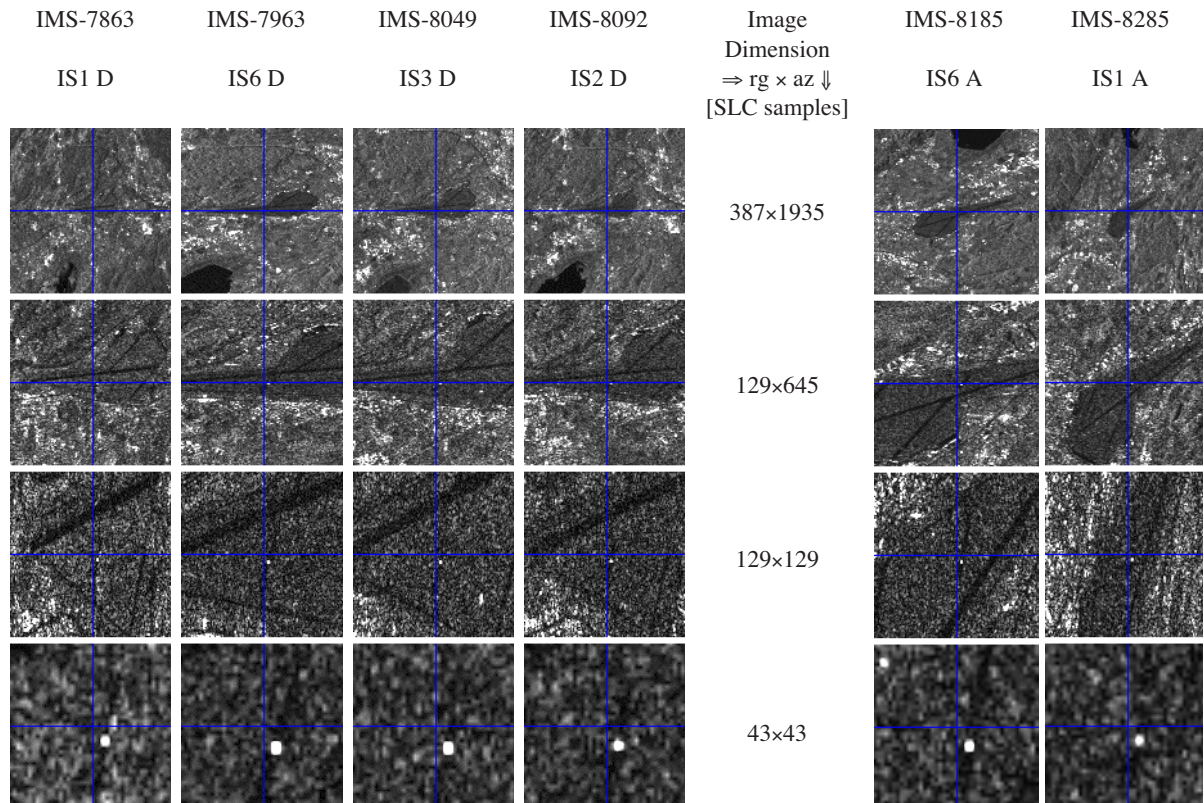 IMS-7863 IMS-7963 IMS-8049 IMS-8092 Image IMS-8185 IMS-8285
Dimension
IS1 D IS6 D IS3 D IS2 D ⇒ rg × az ⇓ IS6 A IS1 A
[SLC samples]
387×1935
129×645
129×129
43×43